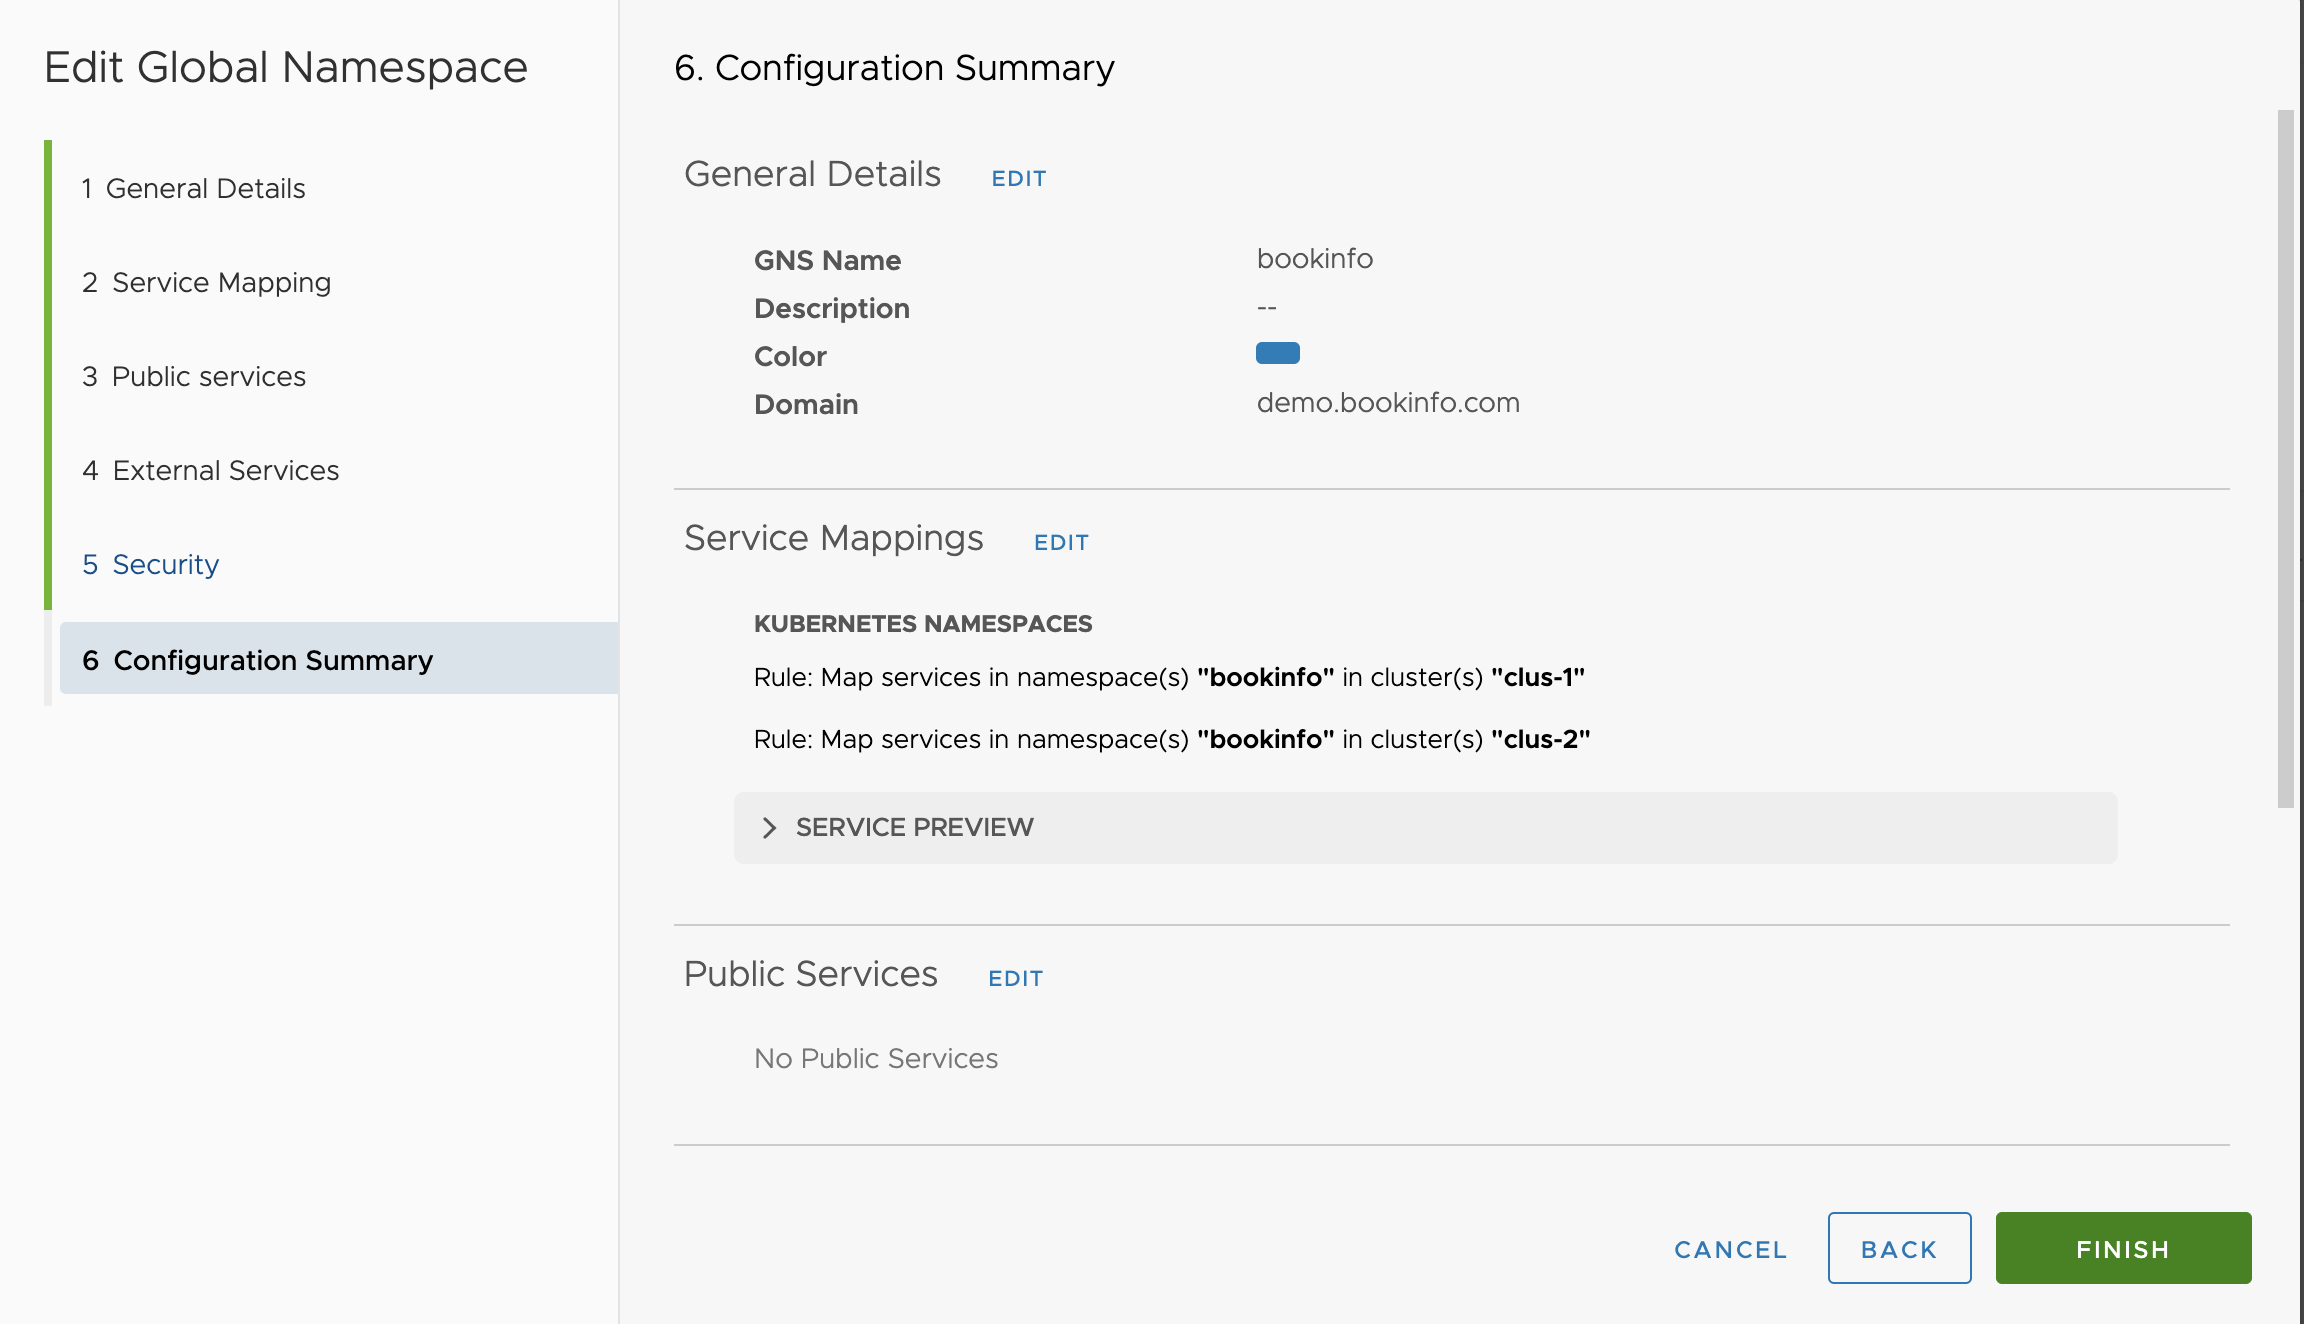 Edit Global Namespace
1 General Details
2 Service Mapping
3 Public services
4 External Services
5 Security
6 Configuration Summary
6. Configuration Summary
General Details EDIT
GNS Name bookinfo
Description --
Color
Domain demo.bookinfo.com
Service Mappings EDIT
KUBERNETES NAMESPACES
Rule: Map services in namespace(s) "bookinfo" in cluster(s) "clus-1"
Rule: Map services in namespace(s) "bookinfo" in cluster(s) "clus-2"
SERVICE PREVIEW
Public Services EDIT
No Public Services
CANCEL BACK FINISH